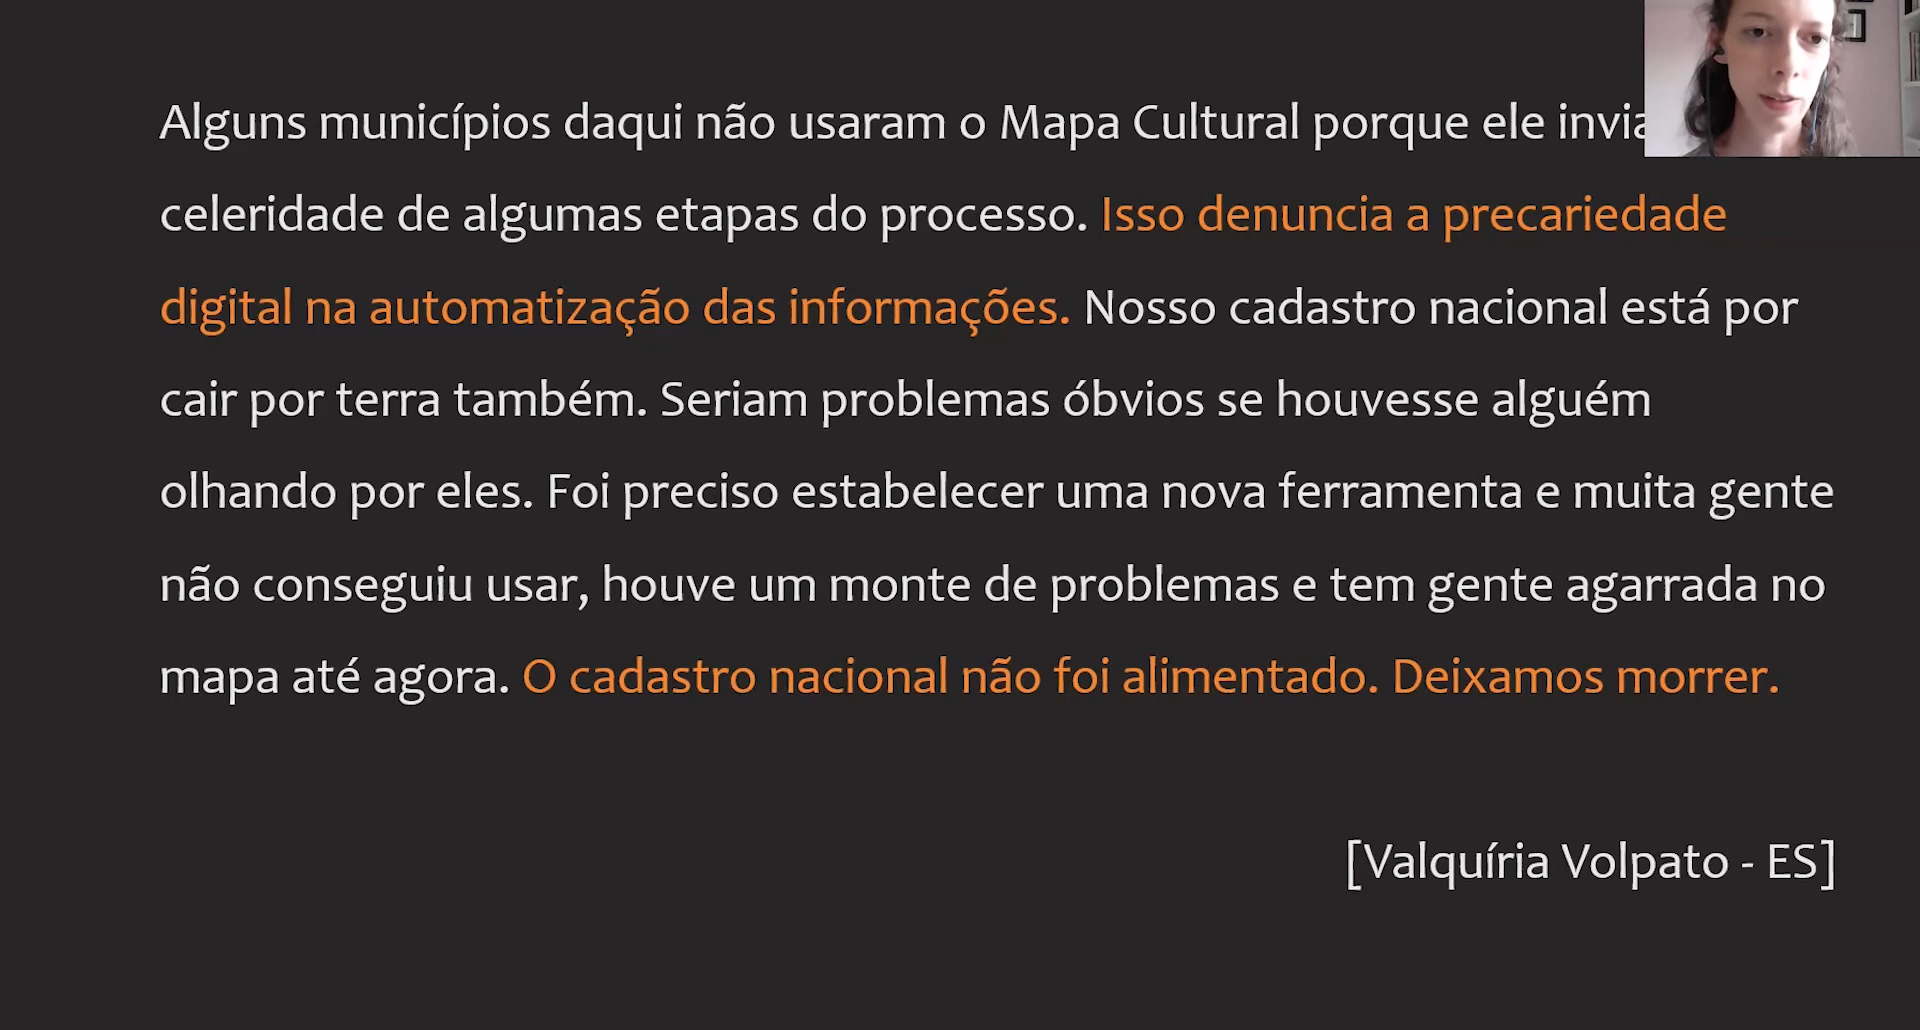 Alguns municípios daqui não usaram o Mapa Cultural porque ele
celeridade de algumas etapas do processo. Isso denuncia a precariedade
digital na automatização das informações. Nosso cadastro nacional está por
cair por terra também. Seriam problemas óbvios se houvesse alguém
olhando por eles. Foi preciso estabelecer uma nova ferramenta e muita gente
não conseguiu usar, houve um monte de problemas e tem gente agarrada no
mapa até agora. O cadastro nacional não foi alimentado. Deixamos morrer.
[Valquíria Volpato - ES]